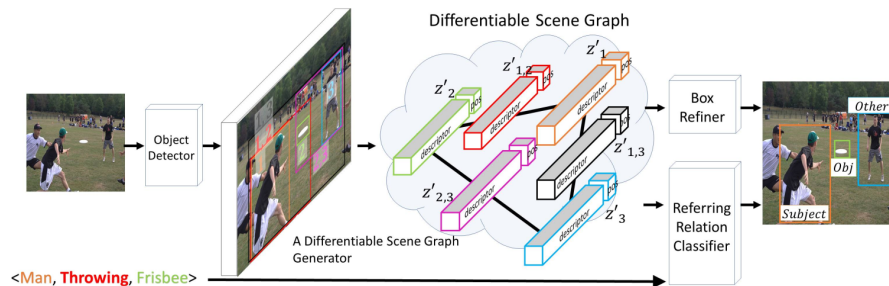 Differentiable Scene Graph
Object
Detector
z'₂
pos
descriptor
z'₁,₂
pos
descriptor
z'₁
pos
descriptor
z'₂,₃
pos
descriptor
z'₁,₃
pos
descriptor
z'₃
pos
descriptor
A Differentiable Scene Graph
Generator
Box
Refiner
Referring
Relation
Classifier
Other
Obj
Subject
<Man, Throwing, Frisbee>